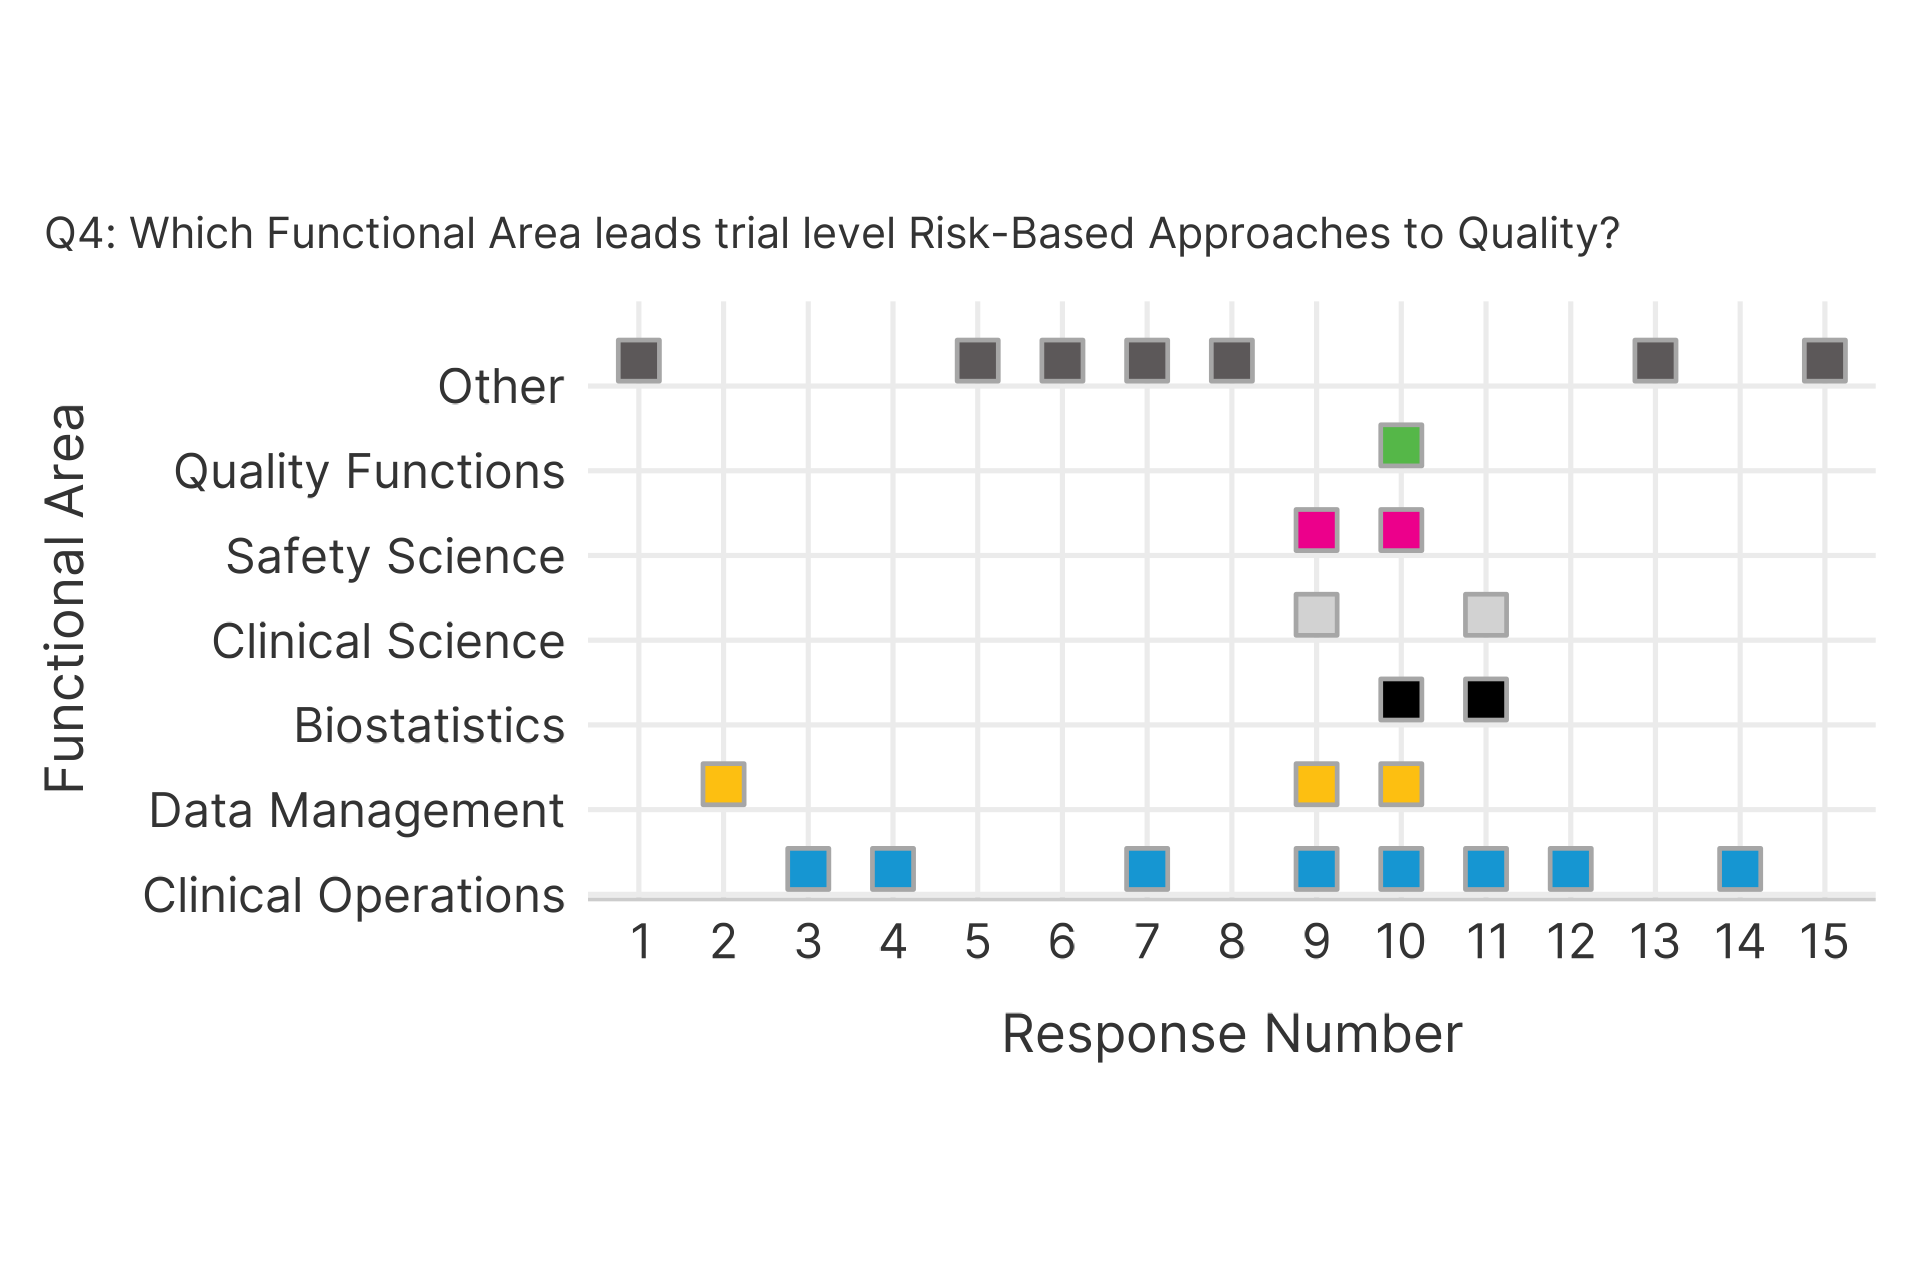 Q4: Which Functional Area leads trial level Risk-Based Approaches to Quality?
Functional Area
Other
Quality Functions
Safety Science
Clinical Science
Biostatistics
Data Management
Clinical Operations
1 2 3 4 5 6 7 8 9 10 11 12 13 14 15
Response Number